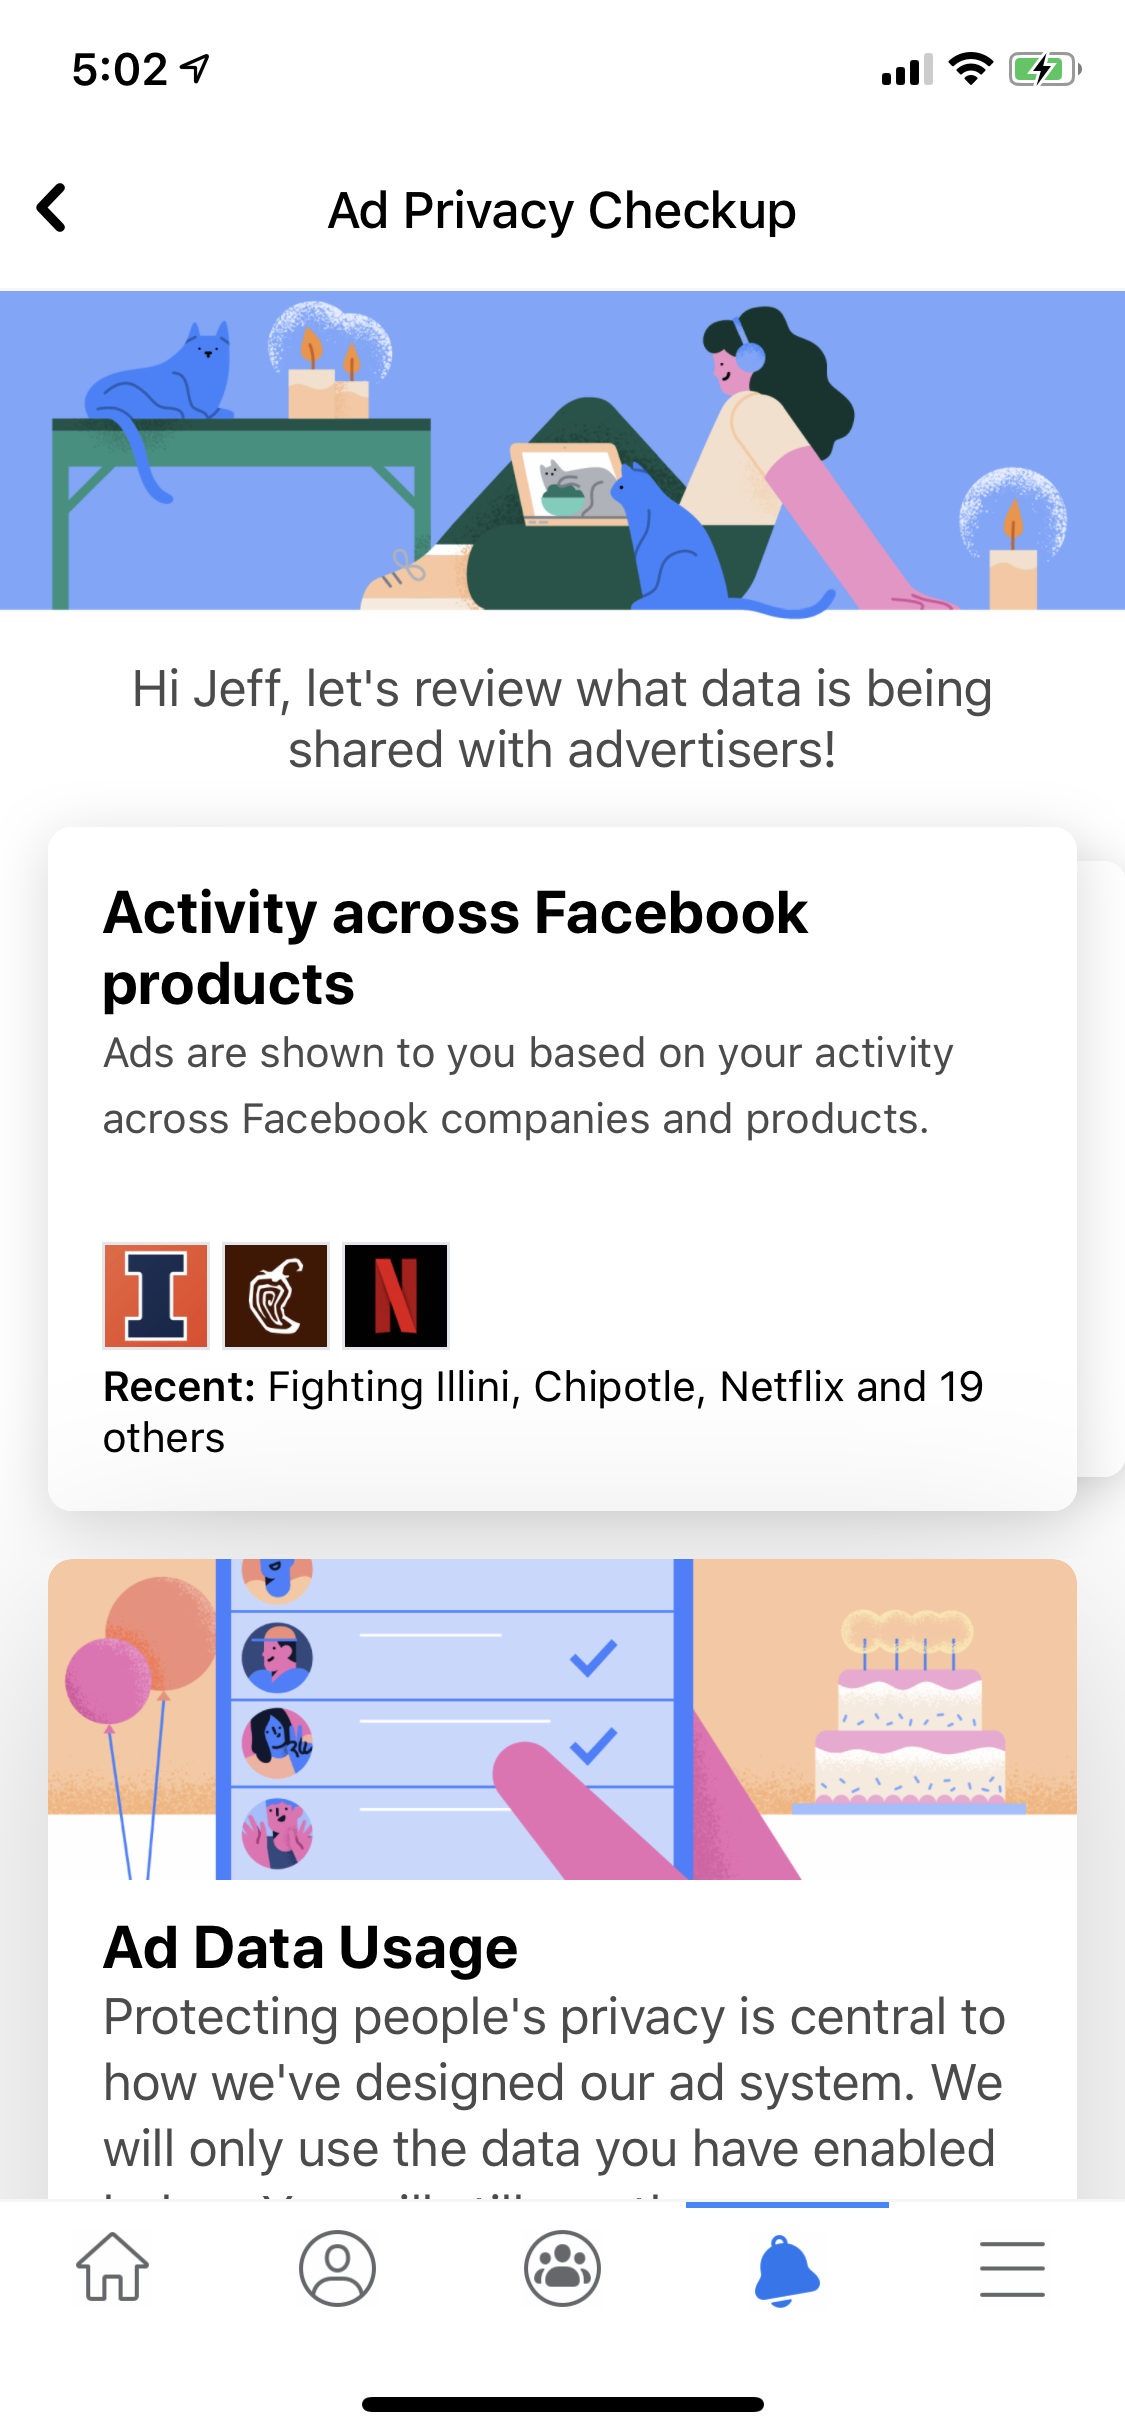 5:02
Ad Privacy Checkup
Hi Jeff, let's review what data is being
shared with advertisers!
Activity across Facebook
products
Ads are shown to you based on your activity
across Facebook companies and products.
I
N
Recent: Fighting Illini, Chipotle, Netflix and 19
others
Ad Data Usage
Protecting people's privacy is central to
how we've designed our ad system. We
will only use the data you have enabled